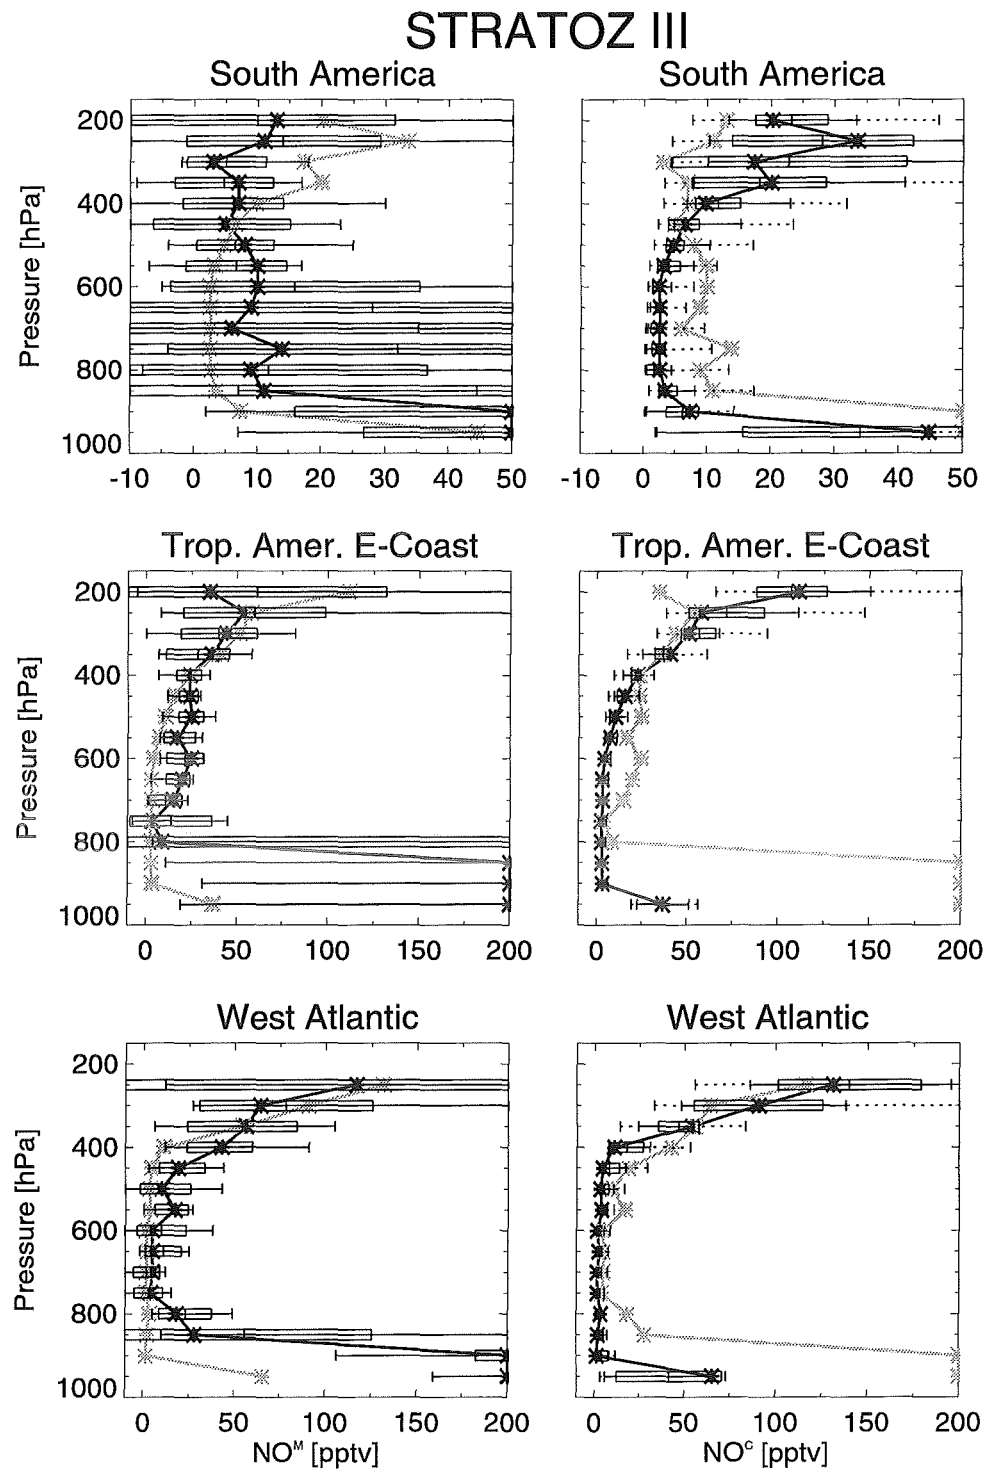 STRATOZ III
South America
South America
Pressure [hPa]
200
400
600
800
1000
-10 0 10 20 30 40 50
-10 0 10 20 30 40 50
Trop. Amer. E-Coast
Trop. Amer. E-Coast
Pressure [hPa]
200
400
600
800
1000
0 50 100 150 200
0 50 100 150 200
West Atlantic
West Atlantic
Pressure [hPa]
200
400
600
800
1000
0 50 100 150 200
0 50 100 150 200
NOᴹ [pptv]
NOᶜ [pptv]